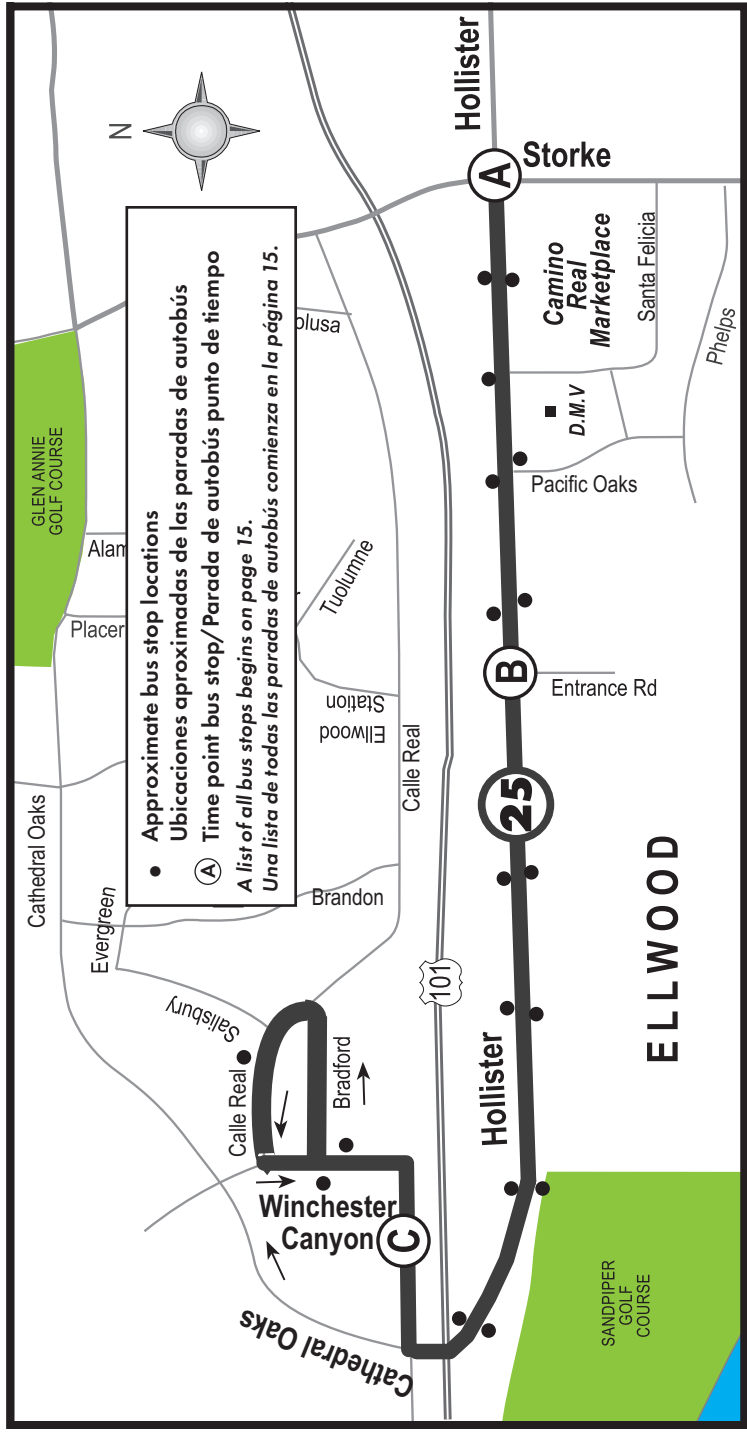 N
GLEN ANNIE
GOLF COURSE
Cathedral Oaks
Evergreen
Placer
Alam
olusa
Tuolumne
Ellwood
Station
Brandon
Salisbury
Calle Real
Calle Real
Bradford
Winchester
Canyon
C
Cathedral Oaks
101
• Approximate bus stop locations
Ubicaciones aproximadas de las paradas de autobús
A Time point bus stop/Parada de autobús punto de tiempo
A list of all bus stops begins on page 15.
Una lista de todas las paradas de autobús comienza en la página 15.
Hollister
25
B
A
Hollister
Storke
Entrance Rd
Pacific Oaks
D.M.V
Camino
Real
Marketplace
Santa Felicia
Phelps
ELLWOOD
SANDPIPER
GOLF
COURSE